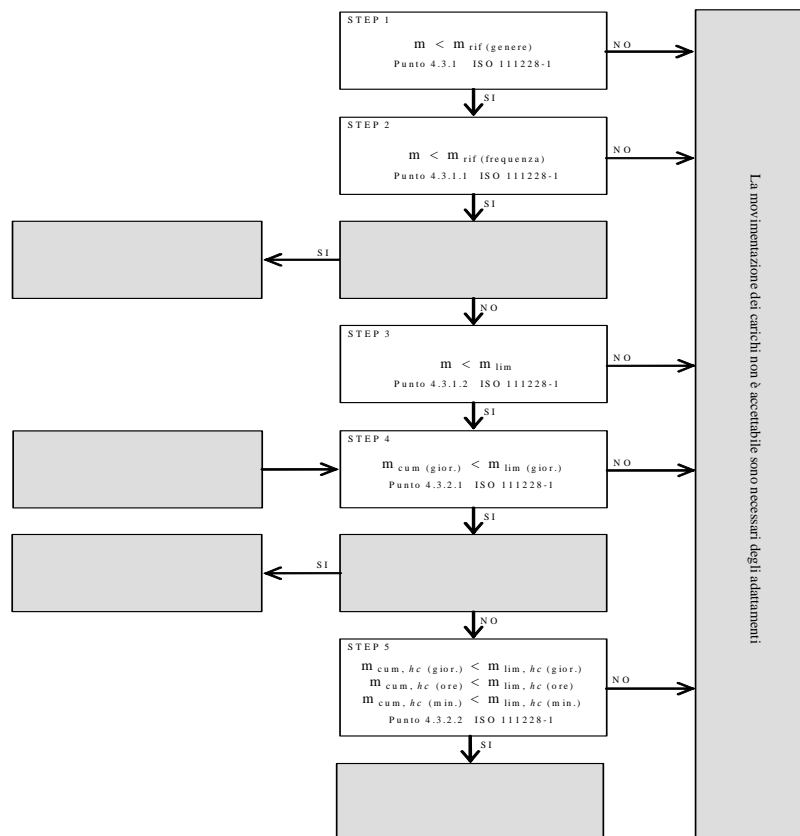 STEP 1
m < m rif (genere)
NO
Punto 4.3.1 ISO 111228-1
SI
STEP 2
m < m rif (frequenza)
NO
Punto 4.3.1.1 ISO 111228-1
SI
SI
NO
STEP 3
m < m lim
NO
Punto 4.3.1.2 ISO 111228-1
SI
STEP 4
m cum (gior.) < m lim (gior.)
NO
Punto 4.3.2.1 ISO 111228-1
SI
SI
NO
STEP 5
m cum, hc (gior.) < m lim, hc (gior.)
m cum, hc (ore) < m lim, hc (ore)
NO
m cum, hc (min.) < m lim, hc (min.)
Punto 4.3.2.2 ISO 111228-1
SI
La movimentazione dei carichi non è accettabile sono necessari degli adattamenti